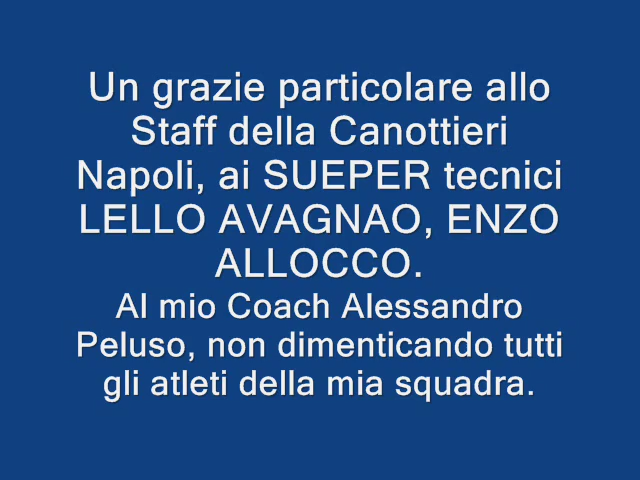 Un grazie particolare allo
Staff della Canottieri
Napoli, ai SUEPER tecnici
LELLO AVAGNAO, ENZO
ALLOCCO.
Al mio Coach Alessandro
Peluso, non dimenticando tutti
gli atleti della mia squadra.